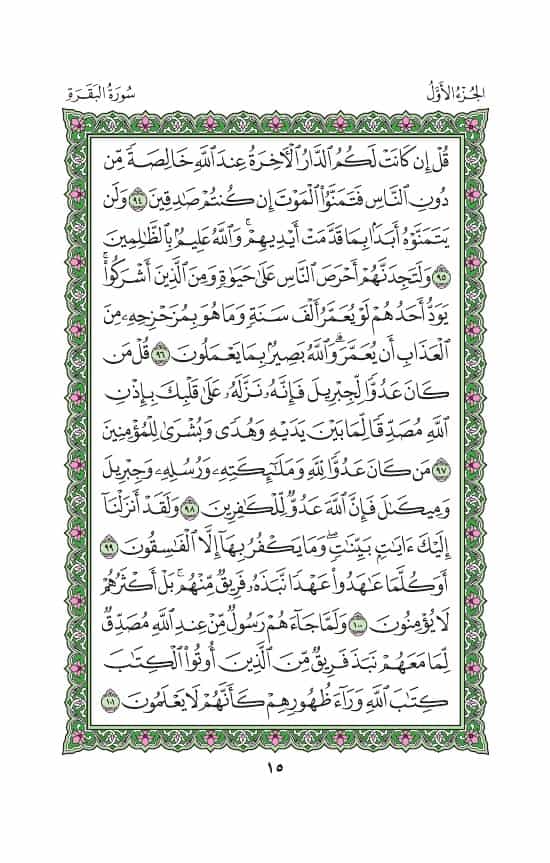 الجُزْءُ الأَوَّلُ
سُورَةُ البَقَرَةِ
قُلْ إِن كَانَتْ لَكُمُ ٱلدَّارُ ٱلْأٓخِرَةُ عِندَ ٱللَّهِ خَالِصَةً مِّن
دُونِ ٱلنَّاسِ فَتَمَنَّوُا۟ ٱلْمَوْتَ إِن كُنتُمْ صَٰدِقِينَ ٩٤ وَلَن
يَتَمَنَّوْهُ أَبَدًۢا بِمَا قَدَّمَتْ أَيْدِيهِمْ ۗ وَٱللَّهُ عَلِيمٌۢ بِٱلظَّٰلِمِينَ
٩٥ وَلَتَجِدَنَّهُمْ أَحْرَصَ ٱلنَّاسِ عَلَىٰ حَيَوٰةٍ وَمِنَ ٱلَّذِينَ أَشْرَكُوا۟ ۚ
يَوَدُّ أَحَدُهُمْ لَوْ يُعَمَّرُ أَلْفَ سَنَةٍ وَمَا هُوَ بِمُزَحْزِحِهِۦ مِنَ
ٱلْعَذَابِ أَن يُعَمَّرَ ۗ وَٱللَّهُ بَصِيرٌۢ بِمَا يَعْمَلُونَ ٩٦ قُلْ مَن
كَانَ عَدُوًّا لِّجِبْرِيلَ فَإِنَّهُۥ نَزَّلَهُۥ عَلَىٰ قَلْبِكَ بِإِذْنِ
ٱللَّهِ مُصَدِّقًا لِّمَا بَيْنَ يَدَيْهِ وَهُدًى وَبُشْرَىٰ لِلْمُؤْمِنِينَ
٩٧ مَن كَانَ عَدُوًّا لِّلَّهِ وَمَلَٰٓئِكَتِهِۦ وَرُسُلِهِۦ وَجِبْرِيلَ
وَمِيكَىٰلَ فَإِنَّ ٱللَّهَ عَدُوٌّ لِّلْكَٰفِرِينَ ٩٨ وَلَقَدْ أَنزَلْنَآ
إِلَيْكَ ءَايَٰتٍۭ بَيِّنَٰتٍ ۖ وَمَا يَكْفُرُ بِهَآ إِلَّا ٱلْفَٰسِقُونَ ٩٩
أَوَكُلَّمَا عَٰهَدُوا۟ عَهْدًا نَّبَذَهُۥ فَرِيقٌ مِّنْهُم ۚ بَلْ أَكْثَرُهُمْ
لَا يُؤْمِنُونَ ١٠٠ وَلَمَّا جَآءَهُمْ رَسُولٌ مِّنْ عِندِ ٱللَّهِ مُصَدِّقٌ
لِّمَا مَعَهُمْ نَبَذَ فَرِيقٌ مِّنَ ٱلَّذِينَ أُوتُوا۟ ٱلْكِتَٰبَ
كِتَٰبَ ٱللَّهِ وَرَآءَ ظُهُورِهِمْ كَأَنَّهُمْ لَا يَعْلَمُونَ ١٠١
١٥